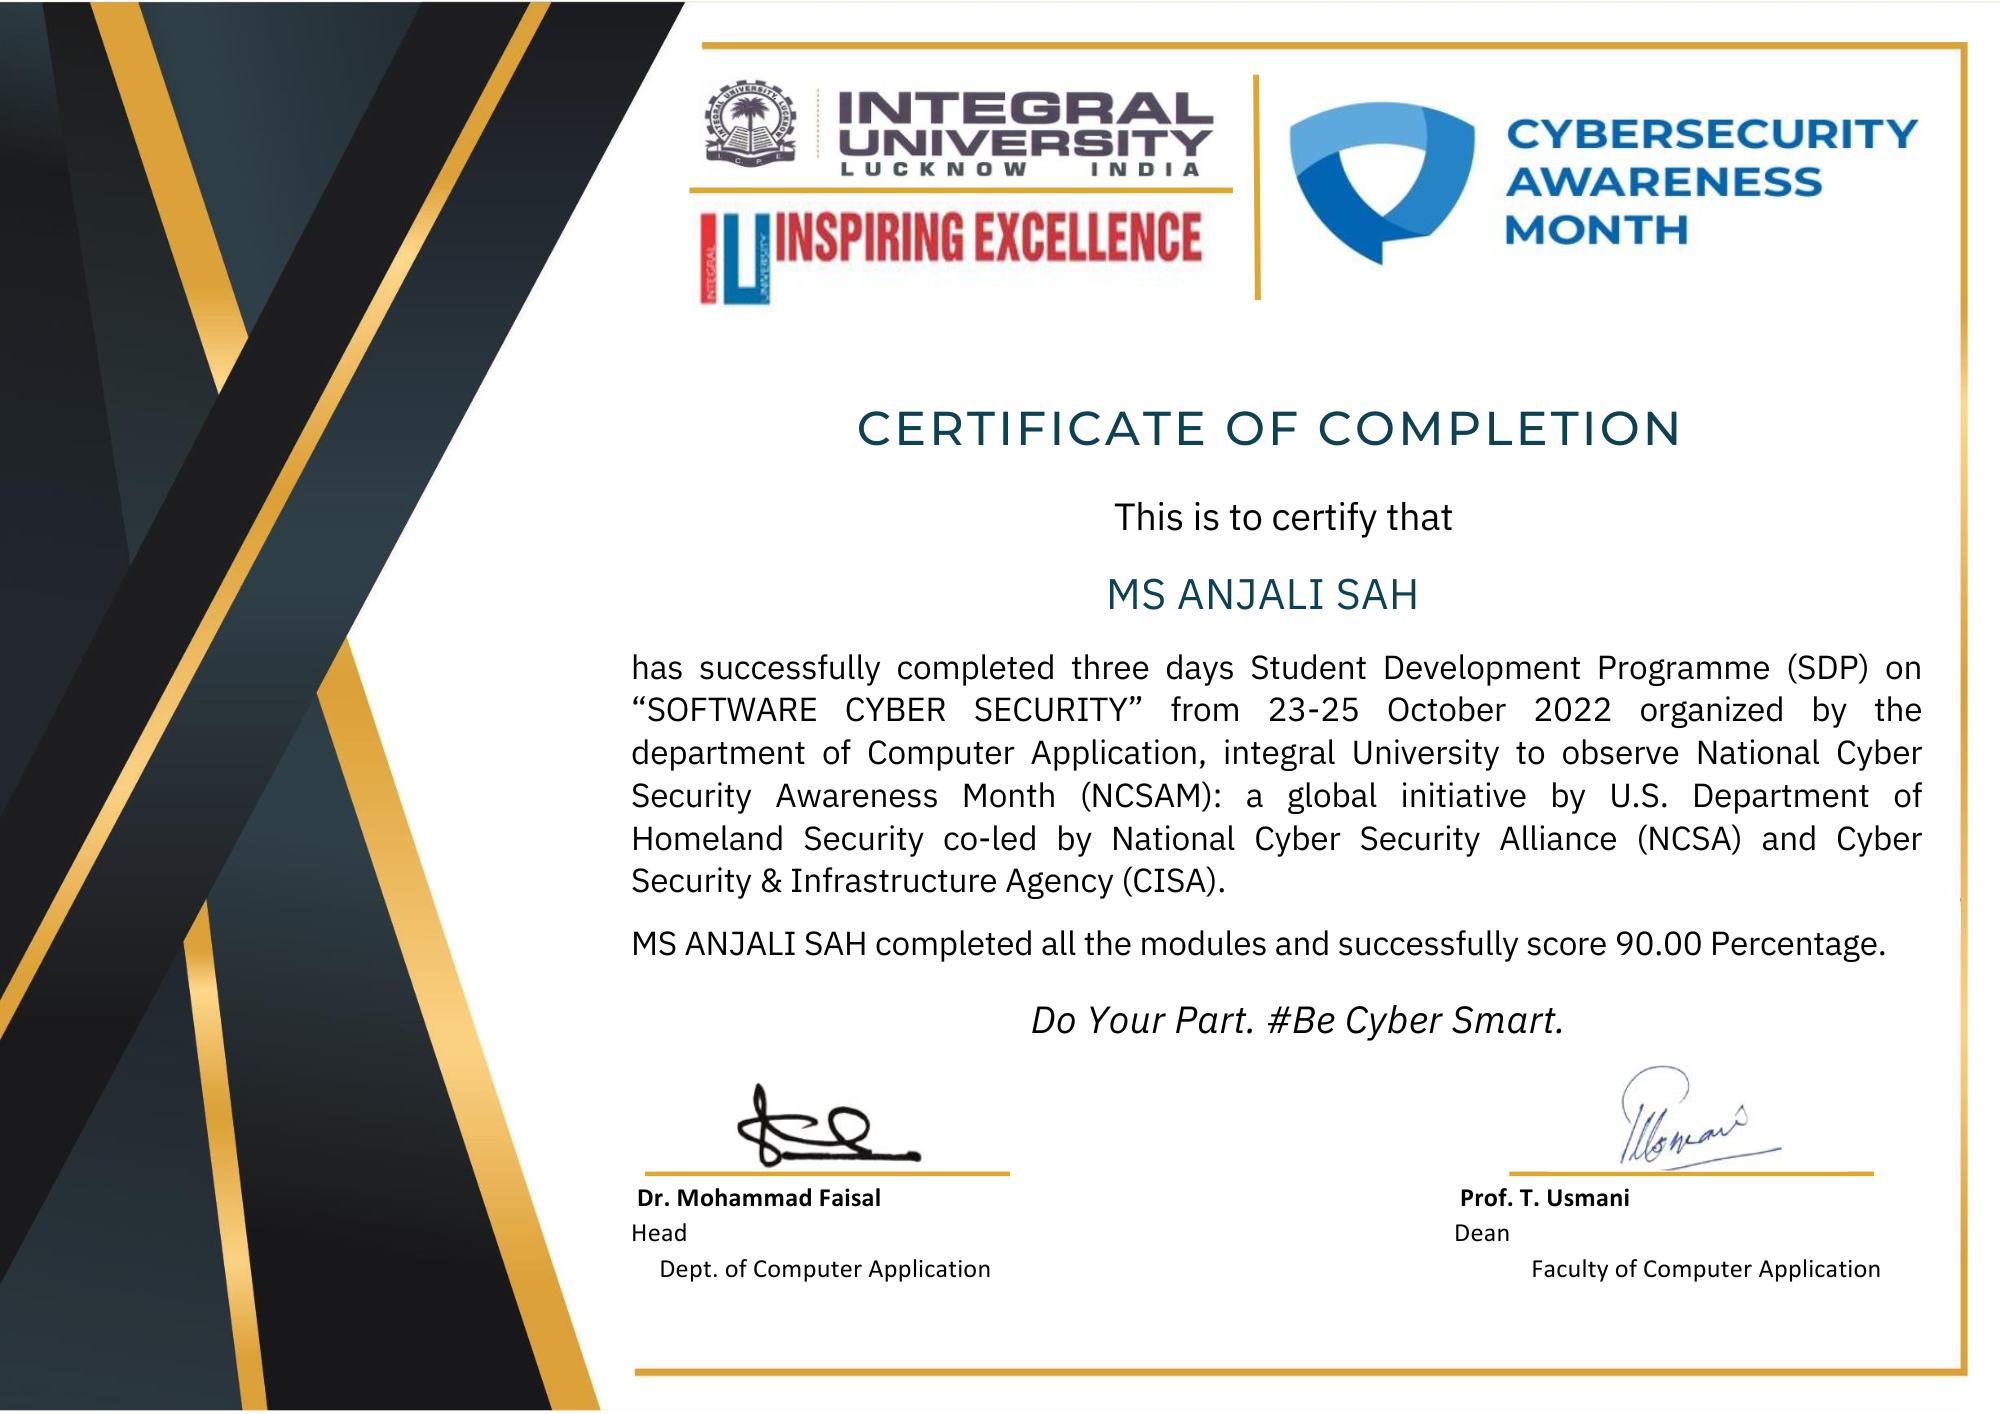 INTEGRAL UNIVERSITY, LUCKNOW
I. C. P. E
INTEGRAL
UNIVERSITY
LUCKNOW INDIA
INTEGRAL UNIVERSITY INSPIRING EXCELLENCE
CYBERSECURITY
AWARENESS
MONTH
CERTIFICATE OF COMPLETION
This is to certify that
MS ANJALI SAH
has successfully completed three days Student Development Programme (SDP) on
“SOFTWARE CYBER SECURITY” from 23-25 October 2022 organized by the
department of Computer Application, integral University to observe National Cyber
Security Awareness Month (NCSAM): a global initiative by U.S. Department of
Homeland Security co-led by National Cyber Security Alliance (NCSA) and Cyber
Security & Infrastructure Agency (CISA).
MS ANJALI SAH completed all the modules and successfully score 90.00 Percentage.
Do Your Part. #Be Cyber Smart.
Dr. Mohammad Faisal
Head
Dept. of Computer Application
Prof. T. Usmani
Dean
Faculty of Computer Application